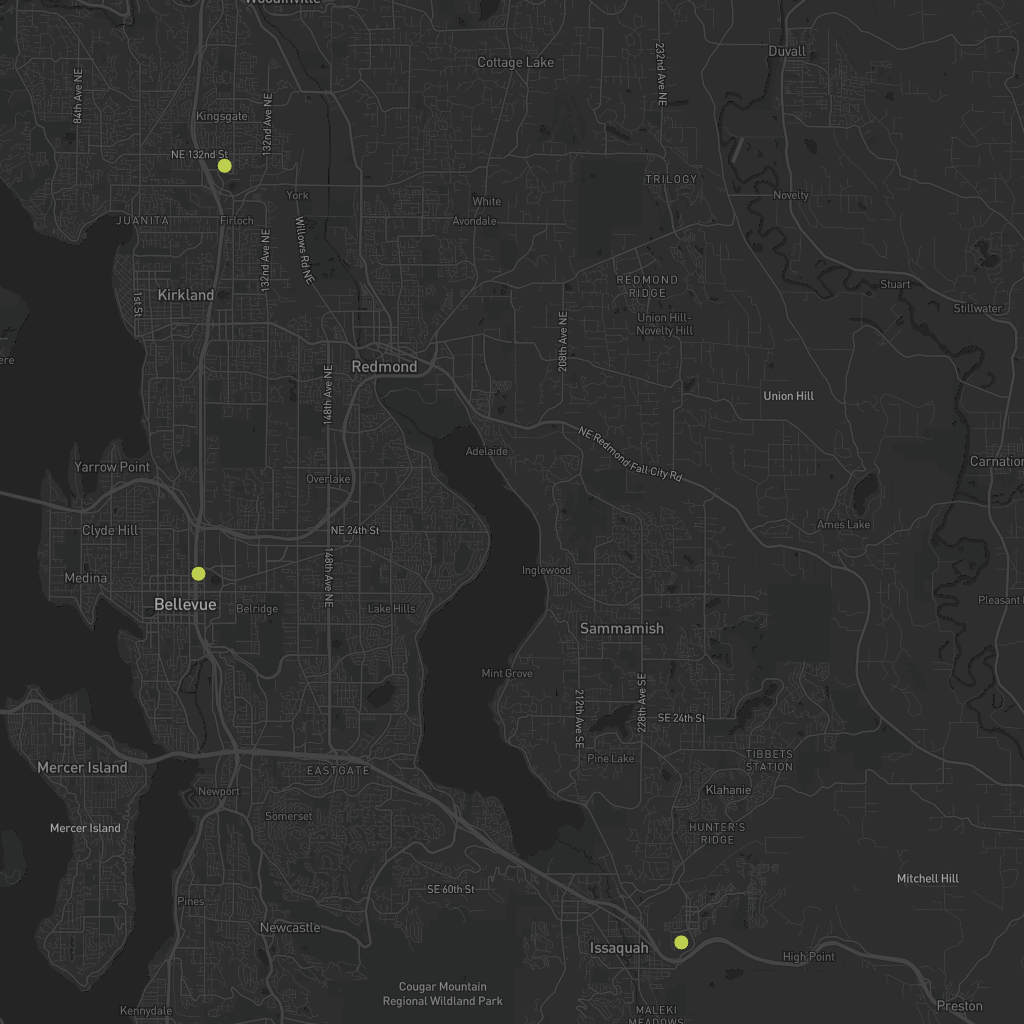 Woodinville
Duvall
Cottage Lake
232nd Ave NE
84th Ave NE
Kingsgate
132nd Ave NE
NE 132nd St
TRILOGY
York
White
Novelty
JUANITA
Firloch
Avondale
Willows Rd NE
132nd Ave NE
Kirkland
1st St
REDMOND
RIDGE
Stuart
Stillwater
Union Hill-
Novelty Hill
208th Ave NE
ere
Redmond
148th Ave NE
Union Hill
NE Redmond Fall City Rd
Adelaide
Yarrow Point
Carnation
Overlake
Clyde Hill
NE 24th St
Ames Lake
Medina
148th Ave NE
Inglewood
Bellevue
Belridge
Lake Hills
Pleasant
Sammamish
Mint Grove
212th Ave SE
228th Ave SE
SE 24th St
Mercer Island
EASTGATE
Pine Lake
TIBBETS
STATION
Newport
Klahanie
Mercer Island
Somerset
HUNTER'S
RIDGE
SE 60th St
Mitchell Hill
Pines
Newcastle
Issaquah
High Point
Cougar Mountain
Regional Wildland Park
Kennydale
MALEKI
MEADOWS
Preston